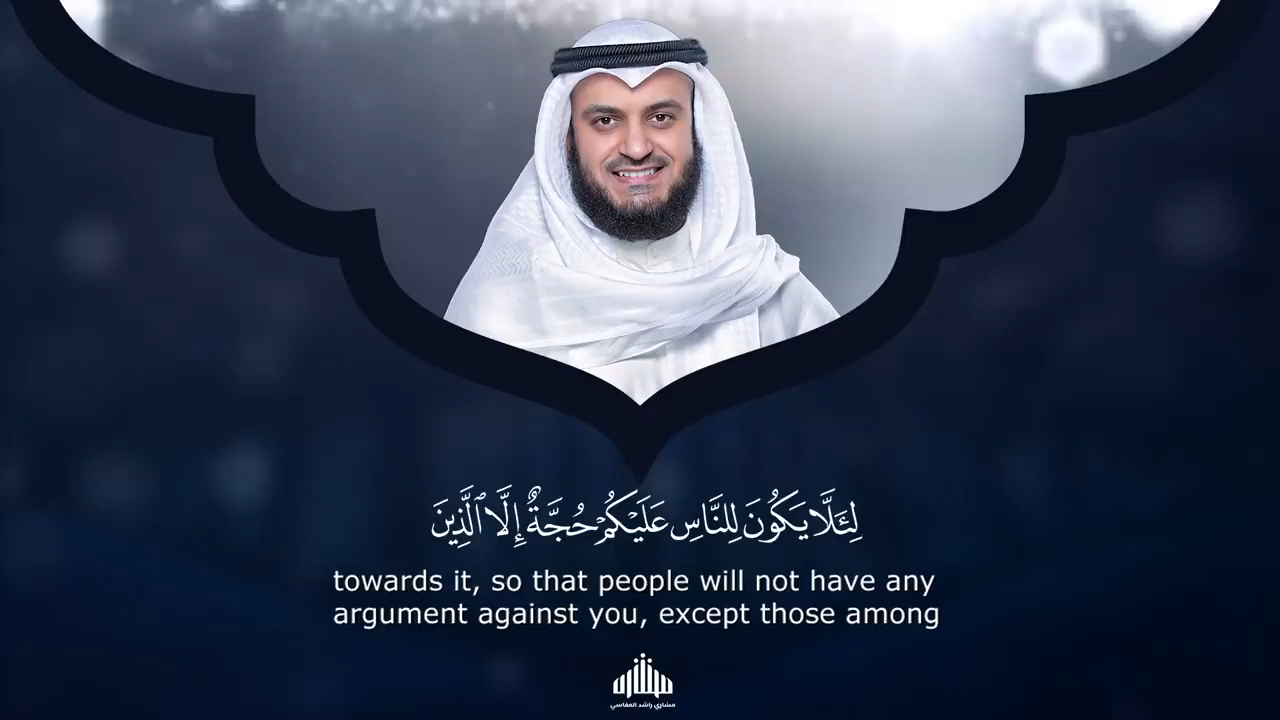 لِئَلَّا يَكُونَ لِلنَّاسِ عَلَيْكُمْ حُجَّةٌ إِلَّا ٱلَّذِينَ
towards it, so that people will not have any
argument against you, except those among
مشاري راشد العفاسي